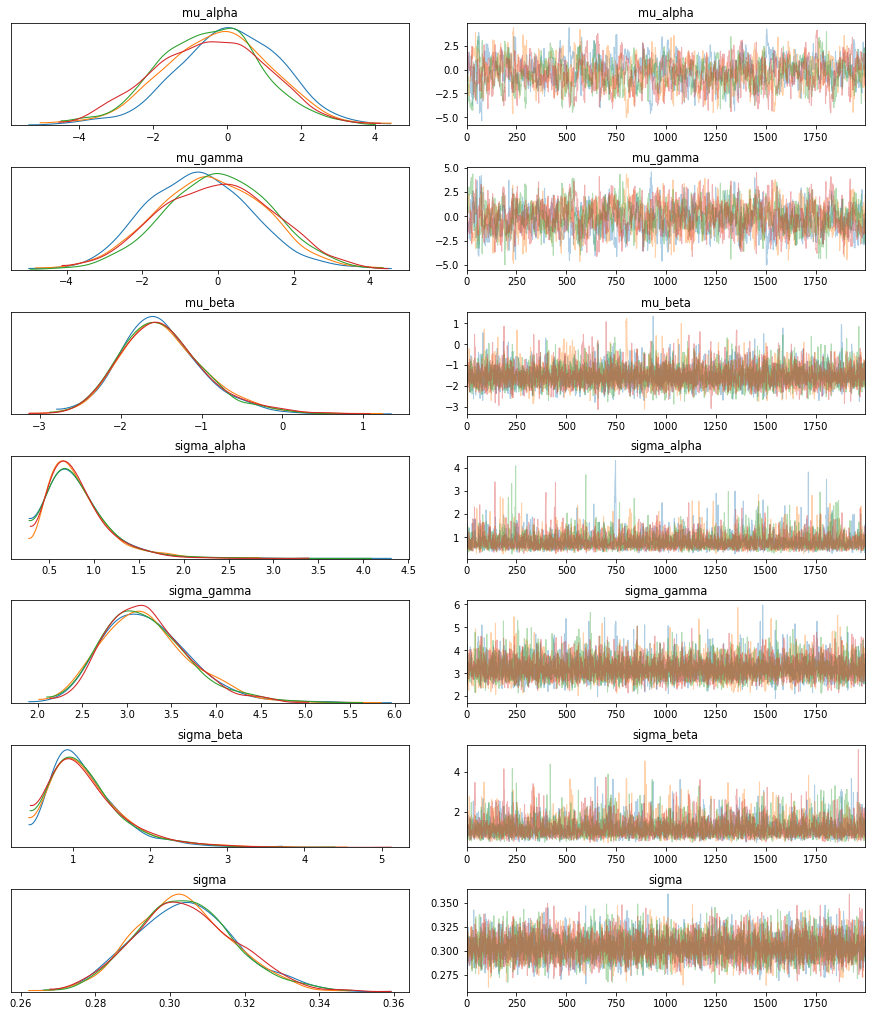 mu_alpha mu_alpha
2.5
0.0
−2.5
−5.0
−4 −2 0 2 4 0 250 500 750 1000 1250 1500 1750
mu_gamma mu_gamma
5.0
2.5
0.0
−2.5
−5.0
−4 −2 0 2 4 0 250 500 750 1000 1250 1500 1750
mu_beta mu_beta
1
0
−1
−2
−3
−3 −2 −1 0 1 0 250 500 750 1000 1250 1500 1750
sigma_alpha sigma_alpha
4
3
2
1
0.5 1.0 1.5 2.0 2.5 3.0 3.5 4.0 4.5 0 250 500 750 1000 1250 1500 1750
sigma_gamma sigma_gamma
6
5
4
3
2
2.0 2.5 3.0 3.5 4.0 4.5 5.0 5.5 6.0 0 250 500 750 1000 1250 1500 1750
sigma_beta sigma_beta
4
2
1 2 3 4 5 0 250 500 750 1000 1250 1500 1750
sigma sigma
0.350
0.325
0.300
0.275
0.26 0.28 0.30 0.32 0.34 0.36 0 250 500 750 1000 1250 1500 1750